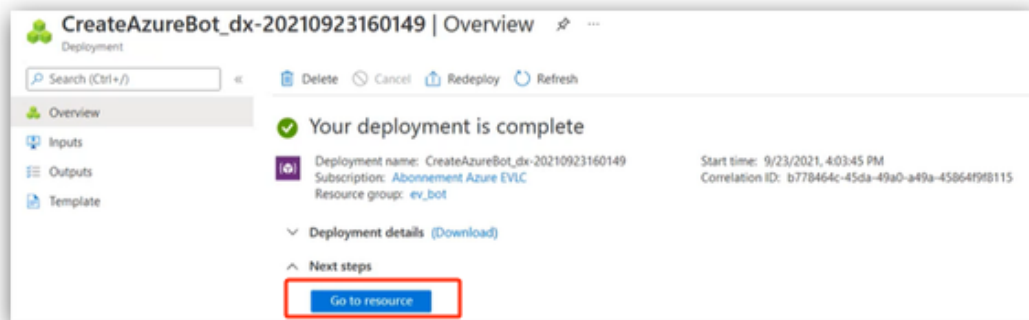 CreateAzureBot_dx-20210923160149 | Overview ...
Deployment
Search (Ctrl+/) «
Delete Cancel Redeploy Refresh
Overview
Inputs
Outputs
Template
Your deployment is complete
Deployment name: CreateAzureBot_dx-20210923160149
Subscription: Abonnement Azure EVLC
Resource group: ev_bot
Start time: 9/23/2021, 4:03:45 PM
Correlation ID: b778464c-45da-49a0-a49a-45864f9f8115
Deployment details (Download)
Next steps
Go to resource